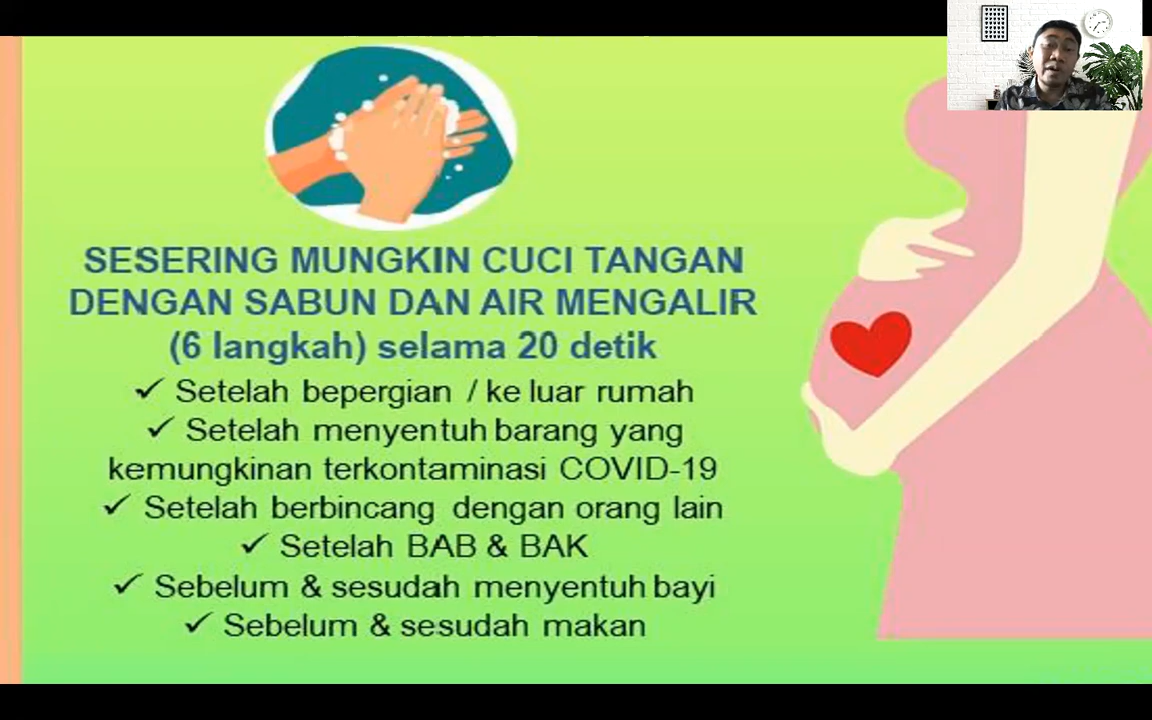 SESERING MUNGKIN CUCI TANGAN
DENGAN SABUN DAN AIR MENGALIR
(6 langkah) selama 20 detik
✓ Setelah bepergian / ke luar rumah
✓ Setelah menyentuh barang yang
kemungkinan terkontaminasi COVID-19
✓ Setelah berbincang dengan orang lain
✓ Setelah BAB & BAK
✓ Sebelum & sesudah menyentuh bayi
✓ Sebelum & sesudah makan